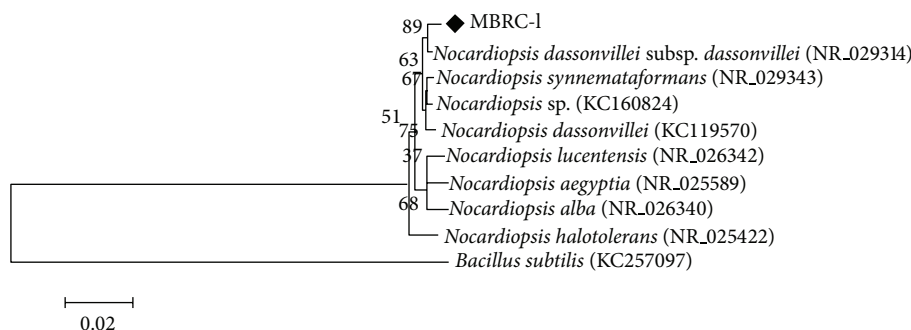 89
MBRC-1
63
Nocardiopsis dassonvillei subsp. dassonvillei (NR_029314)
67
Nocardiopsis synnemataformans (NR_029343)
Nocardiopsis sp. (KC160824)
51
75
Nocardiopsis dassonvillei (KC119570)
37
Nocardiopsis lucentensis (NR_026342)
Nocardiopsis aegyptia (NR_025589)
68
Nocardiopsis alba (NR_026340)
Nocardiopsis halotolerans (NR_025422)
Bacillus subtilis (KC257097)
0.02